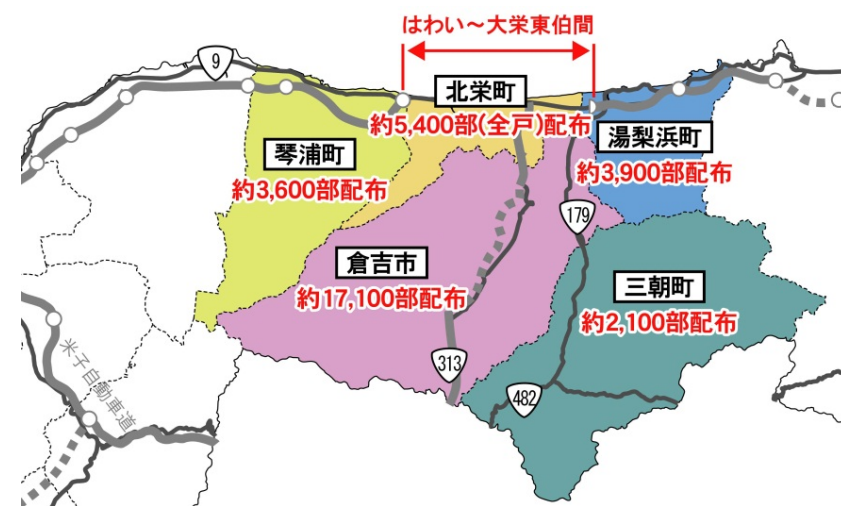 はわい～大栄東伯間
9
北栄町
約5,400部(全戸)配布
琴浦町
約3,600部配布
湯梨浜町
約3,900部配布
179
倉吉市
約17,100部配布
三朝町
約2,100部配布
313
482
米子自動車道